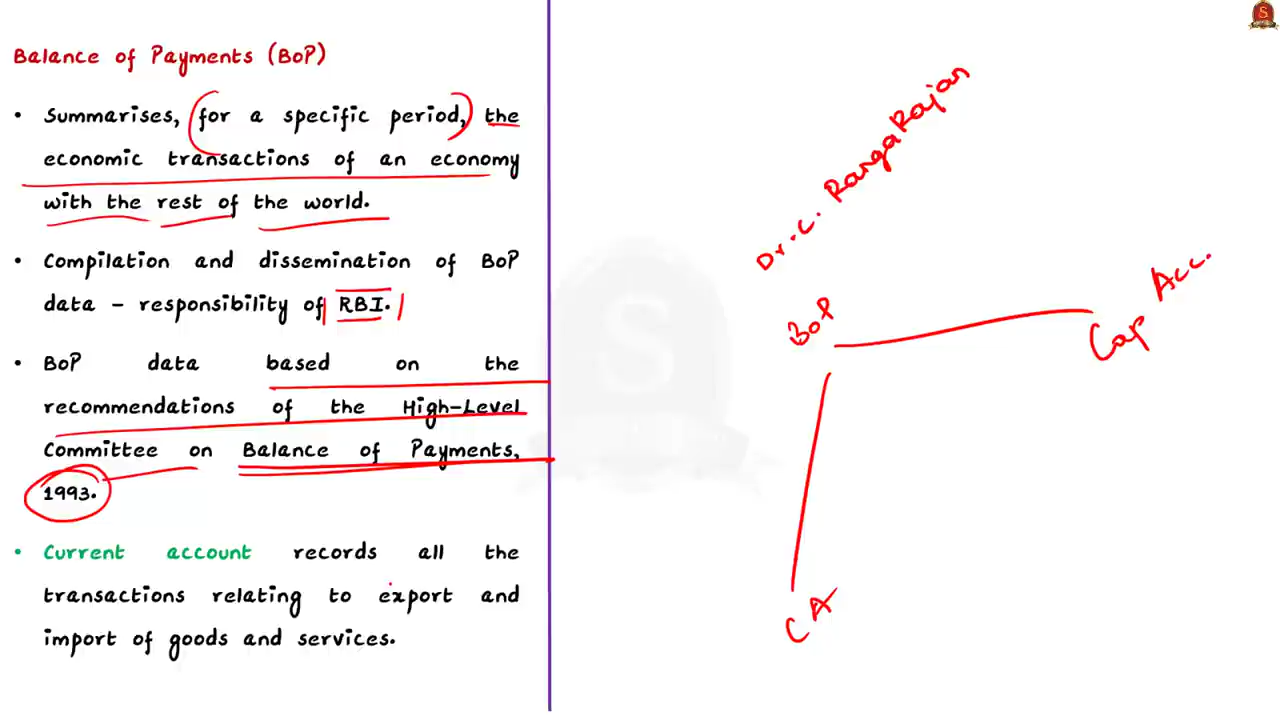 Balance of Payments (BoP)
• Summarises, for a specific period, the
economic transactions of an economy
with the rest of the world.
• Compilation and dissemination of BoP
data - responsibility of RBI.
• BoP data based on the
recommendations of the High-Level
Committee on Balance of Payments,
1993.
• Current account records all the
transactions relating to export and
import of goods and services.
Dr. C. RangaRajan
BoP
Cap Acc.
CA
S